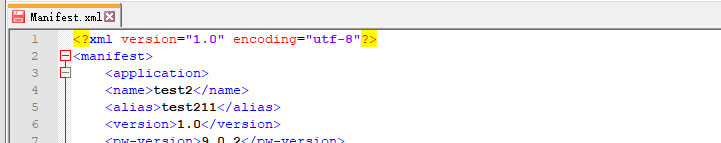 Manifest.xml
1 <?xml version="1.0" encoding="utf-8"?>
2 <manifest>
3 <application>
4 <name>test2</name>
5 <alias>test211</alias>
6 <version>1.0</version>
7 <pw-version>9.0.2</pw-version>